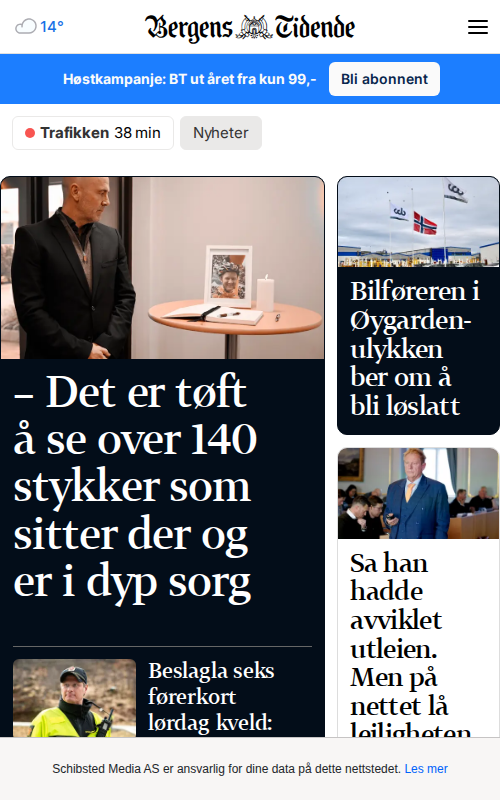 14°
Bergens Tidende
Høstkampanje: BT ut året fra kun 99,-
Bli abonnent
Trafikken 38 min
Nyheter
– Det er tøft
å se over 140
stykker som
sitter der og
er i dyp sorg
Beslagla seks
førerkort
lørdag kveld:
Bilføreren i
Øygarden-
ulykken
ber om å
bli løslatt
Sa han
hadde
avviklet
utleien.
Men på
nettet lå
leiligheten
Schibsted Media AS er ansvarlig for dine data på dette nettstedet. Les mer